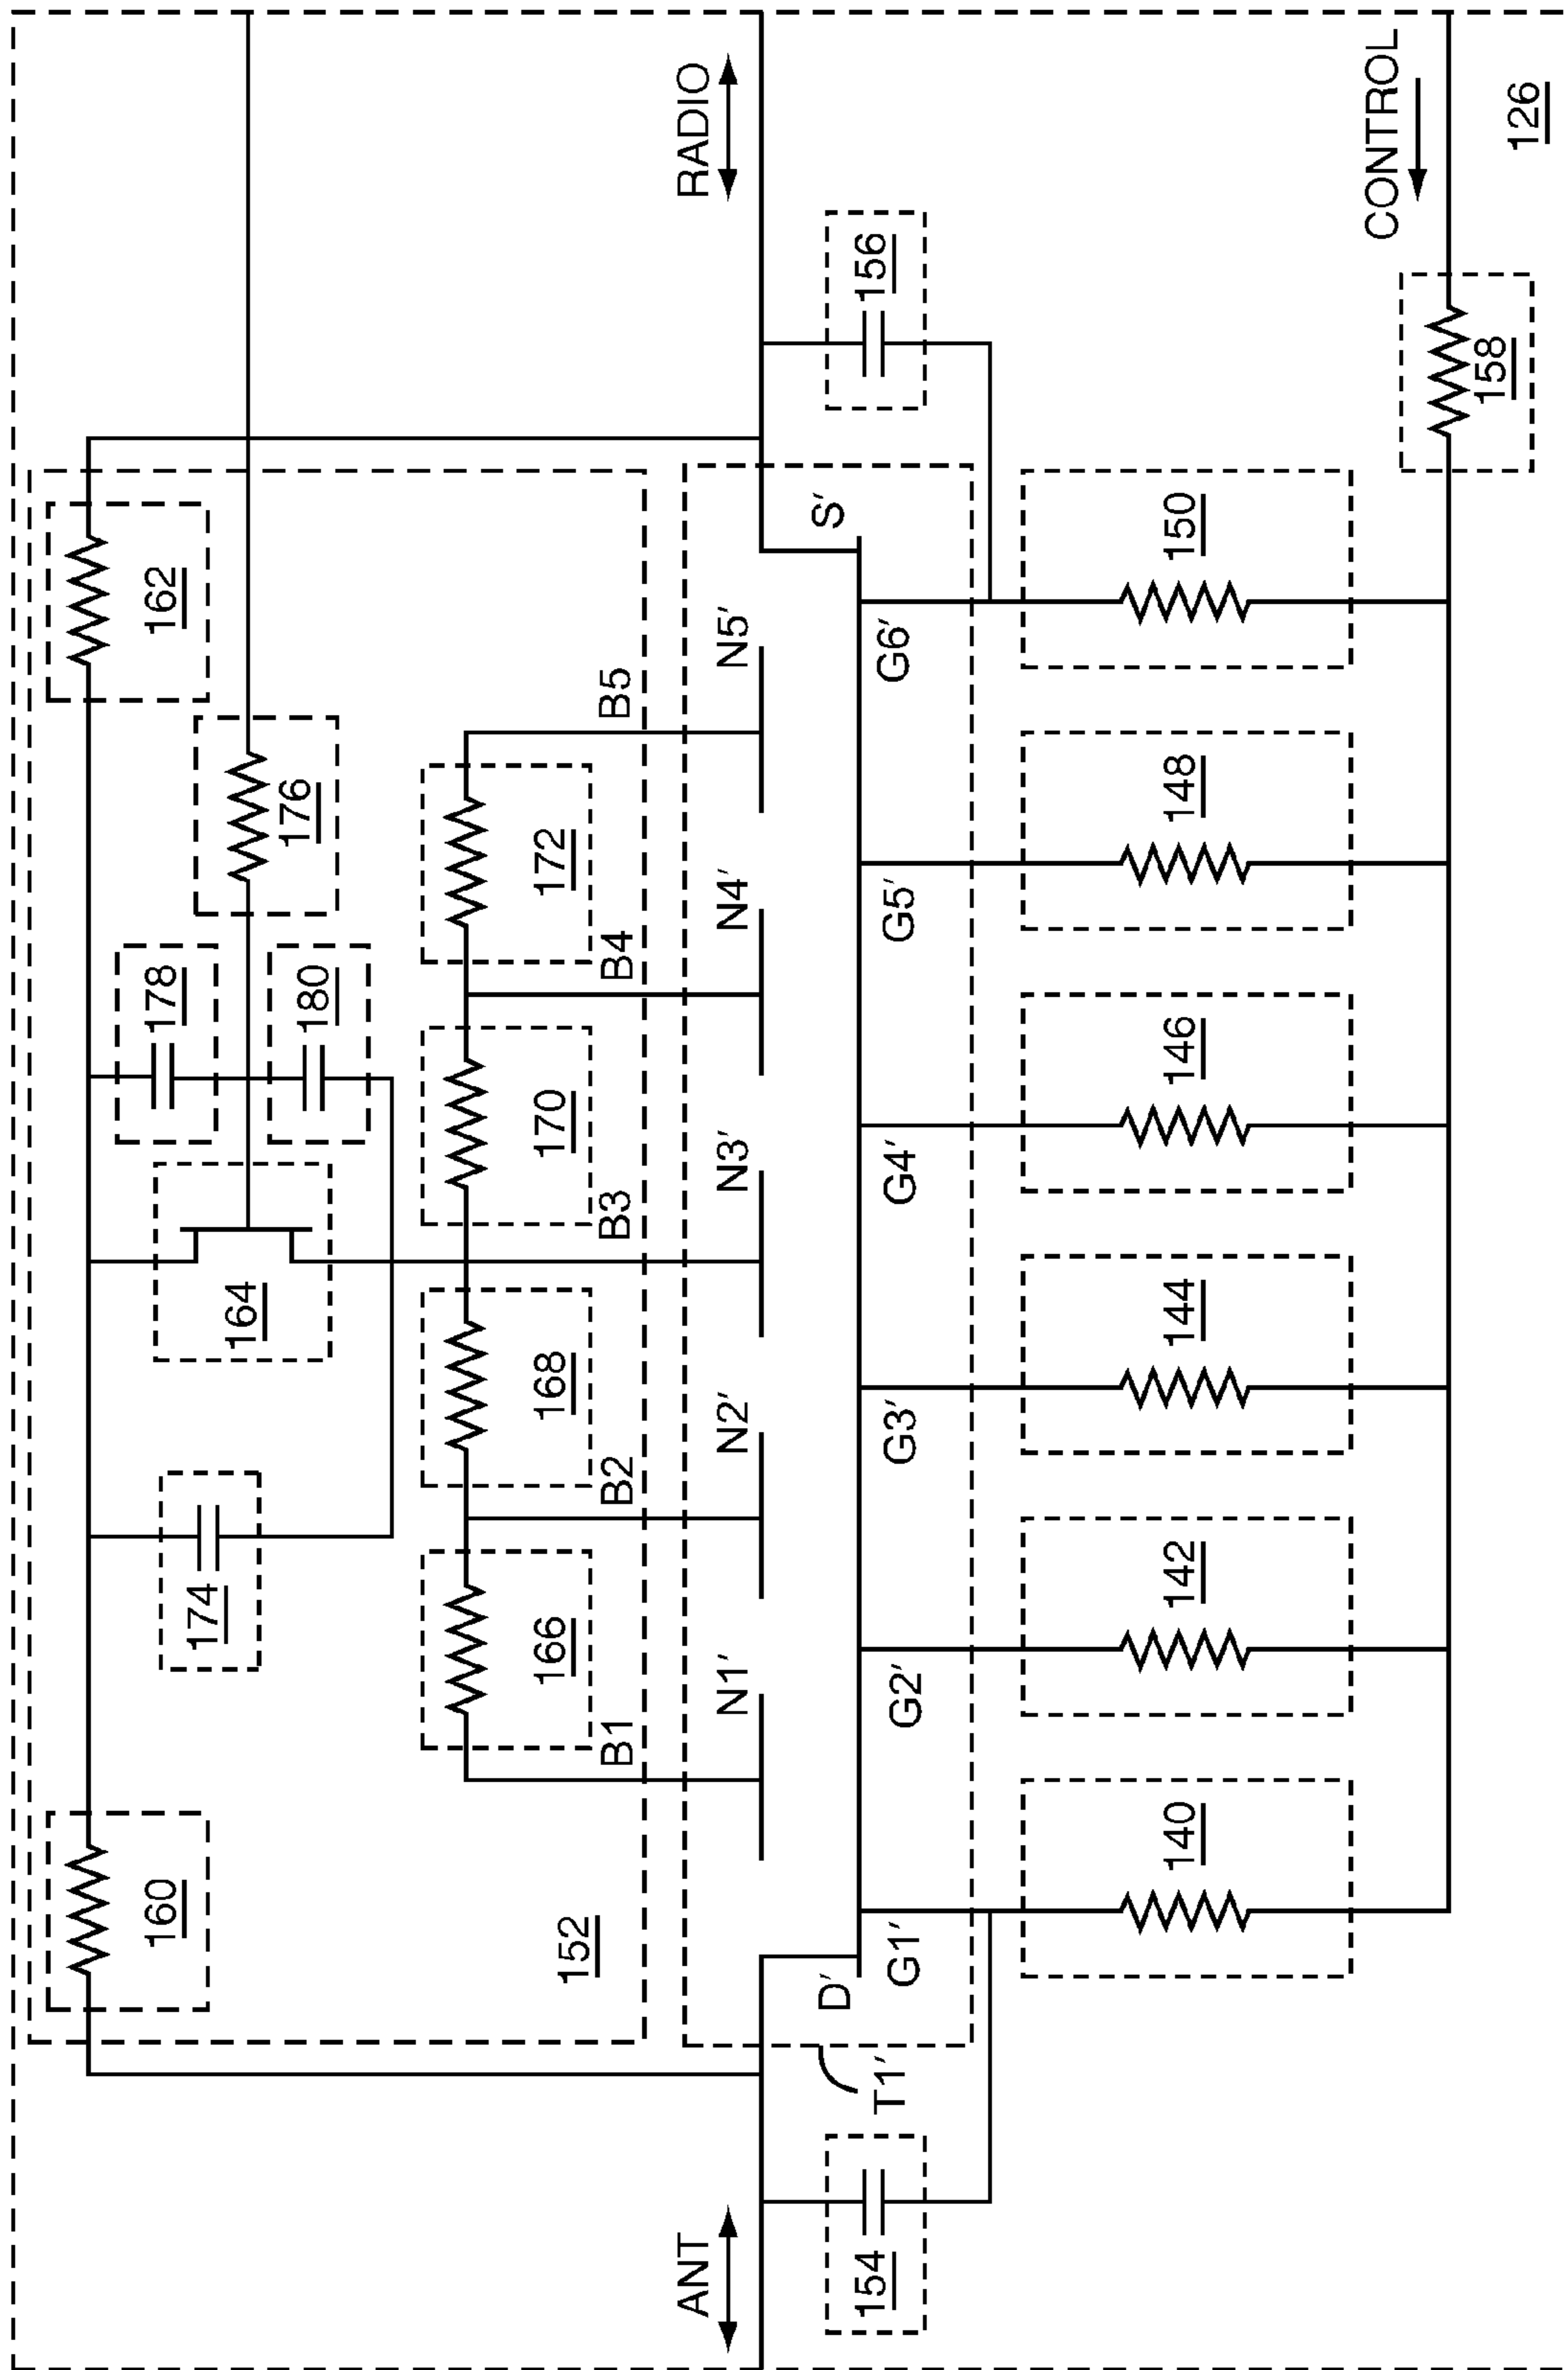 160
162
178
176
174
164
180
166
168
170
172
152
B1
B2
B3
B4
B5
ANT
RADIO
N1′
N2′
N3′
N4′
N5′
D′
S′
T1′
154
156
G1′
G2′
G3′
G4′
G5′
G6′
140
142
144
146
148
150
CONTROL
158
126